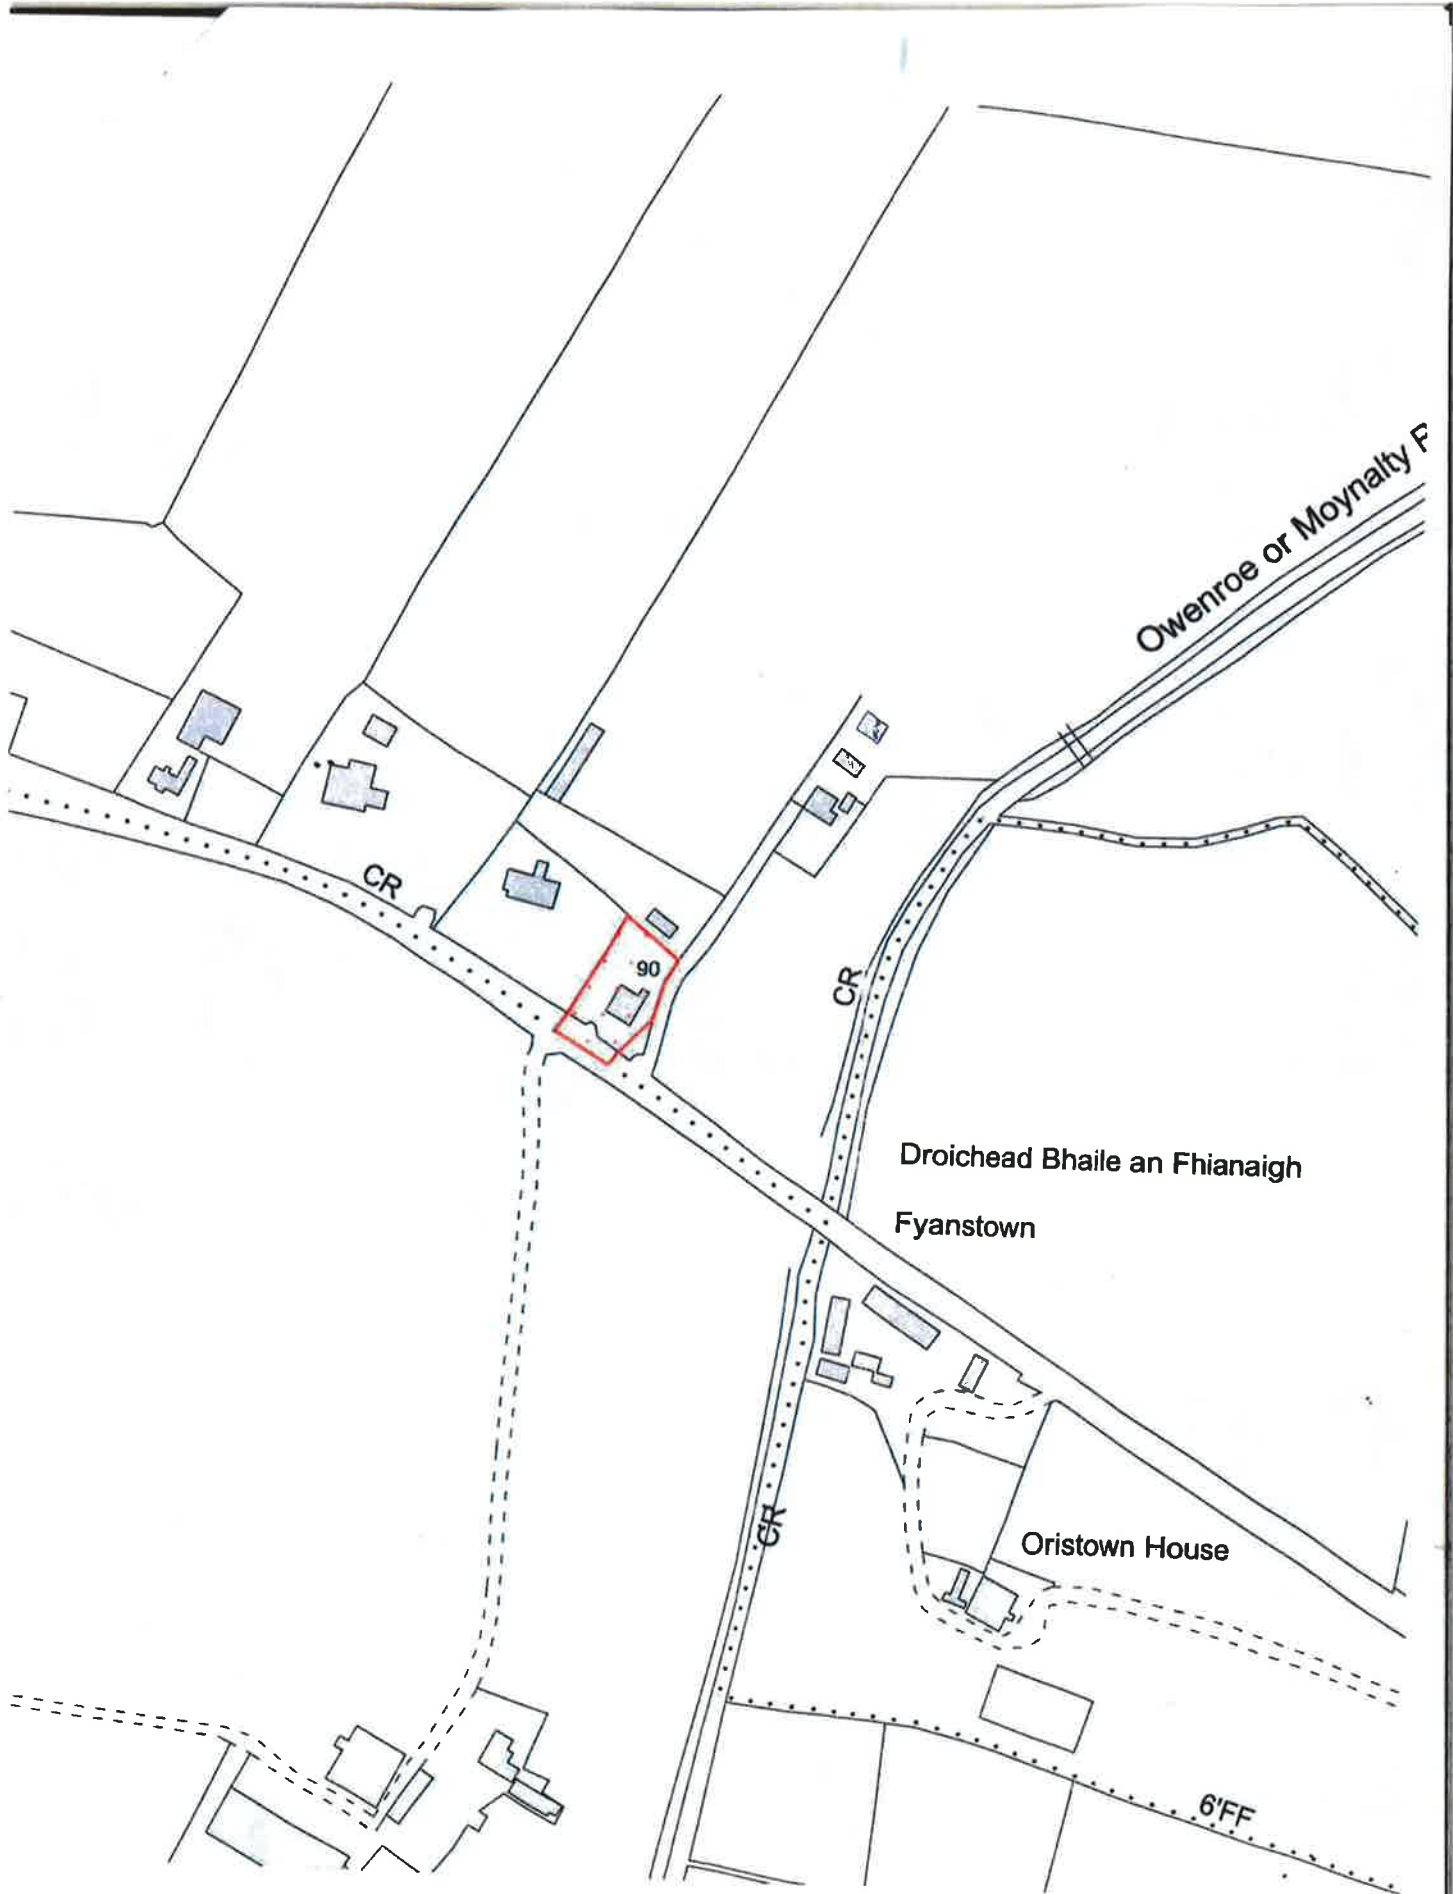 Owenroe or Moynalty
CR
90
CR
Droichead Bhaile an Fhianaigh
Fyanstown
CR
Oristown House
6'FF